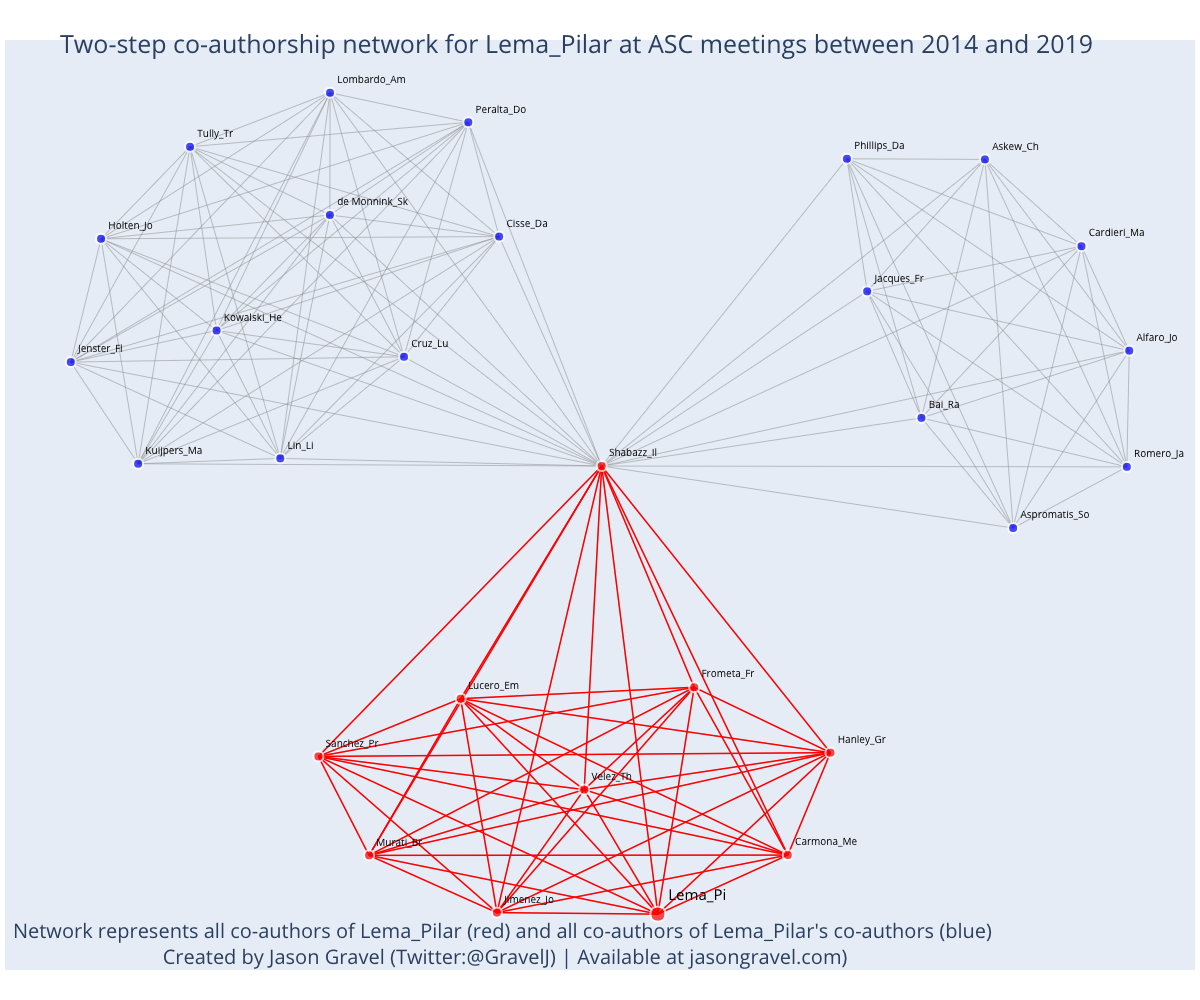 Two-step co-authorship network for Lema_Pilar at ASC meetings between 2014 and 2019
Lombardo_Am
Peralta_Do
Tully_Tr
Phillips_Da
Askew_Ch
de Monnink_Sk
Holten_Jo
Cisse_Da
Cardieri_Ma
Jacques_Fr
Kowalski_He
Cruz_Lu
Jenster_Fl
Alfaro_Jo
Bai_Ra
Kuijpers_Ma
Lin_Li
Shabazz_Il
Romero_Ja
Aspromatis_So
Lucero_Em
Frometa_Fr
Sanchez_Pr
Hanley_Gr
Velez_Th
Murati_Br
Carmona_Me
Jimenez_Jo
Lema_Pi
Network represents all co-authors of Lema_Pilar (red) and all co-authors of Lema_Pilar's co-authors (blue)
Created by Jason Gravel (Twitter:@GravelJ) | Available at jasongravel.com)